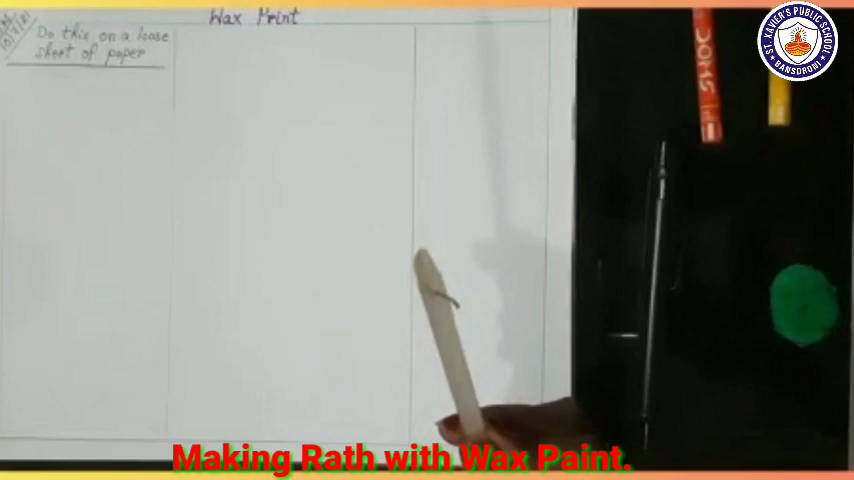 Wax Print
Do this on a loose
sheet of paper
ST. XAVIER'S PUBLIC SCHOOL
★ BANSDRONI ★
Making Rath with Wax Paint.